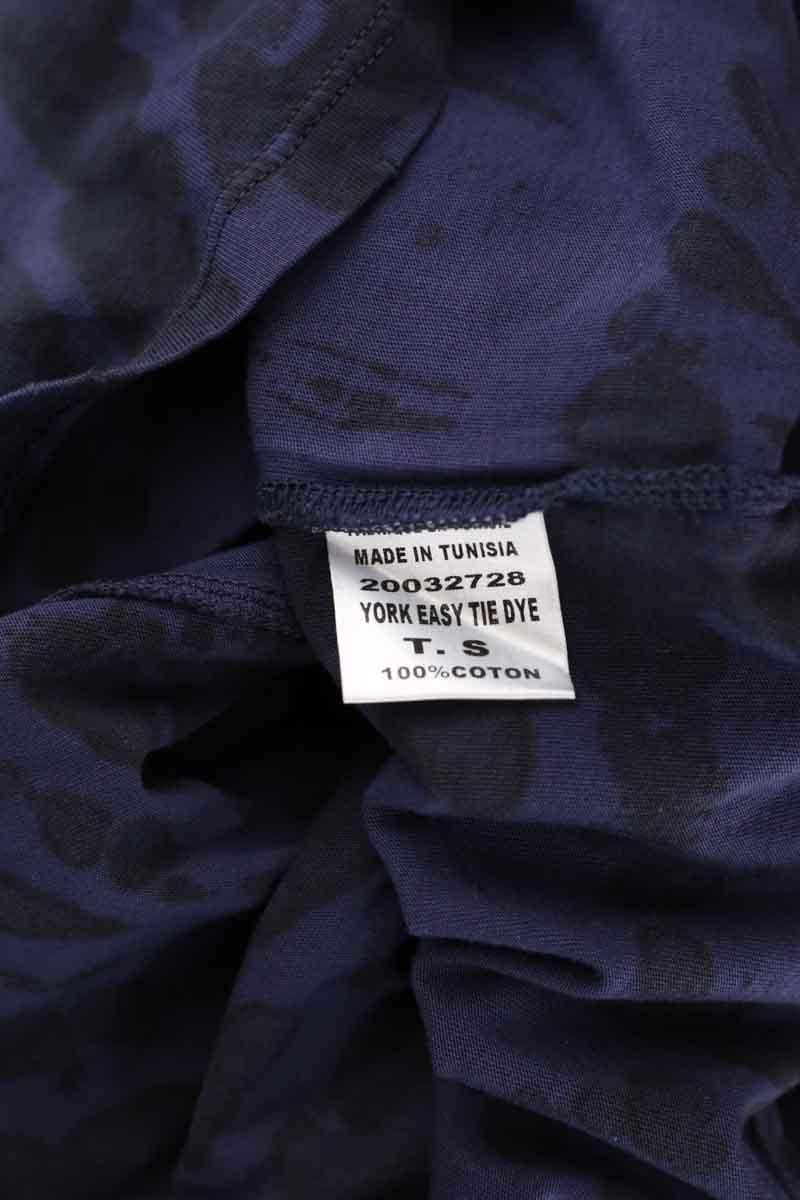 MADE IN TUNISIA
20032728
YORK EASY TIE DYE
T. S
100%COTON